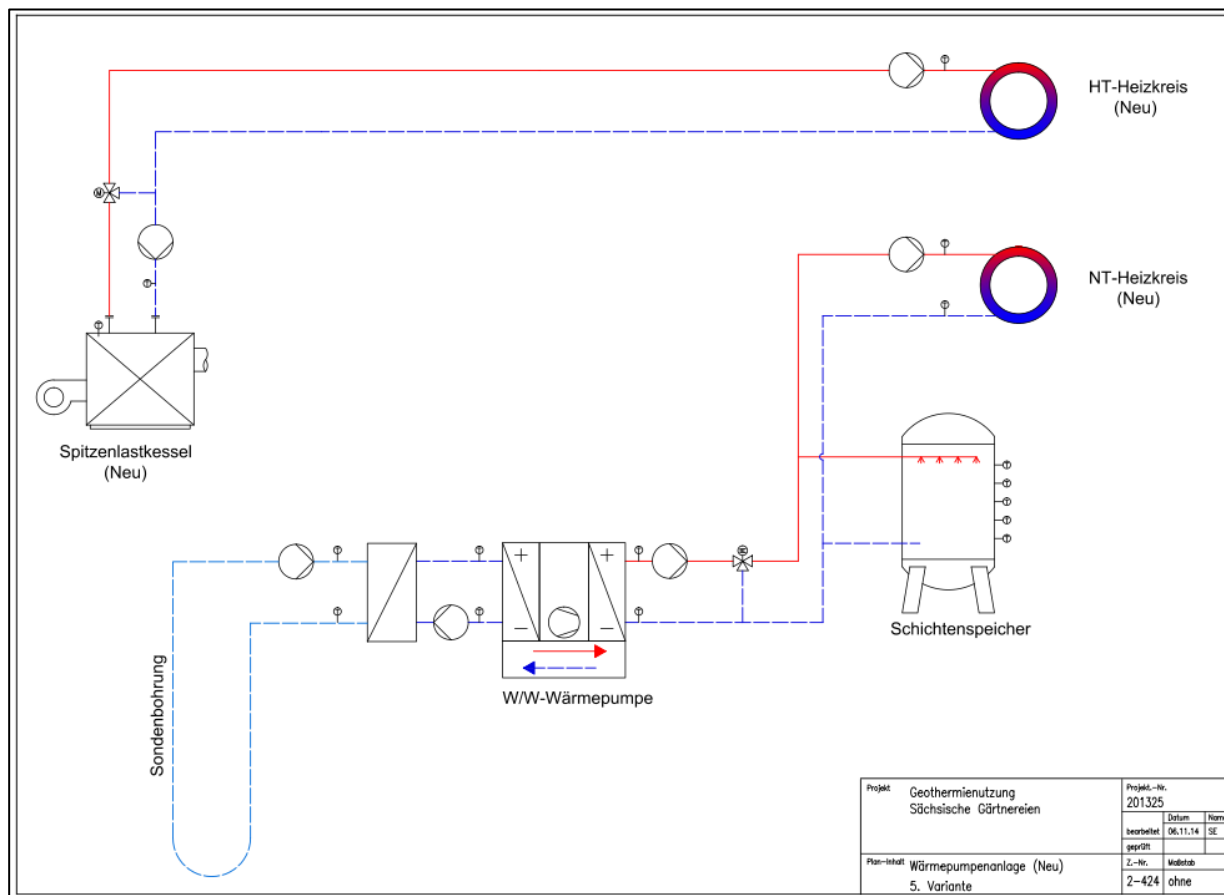 HT-Heizkreis
(Neu)
M
NT-Heizkreis
(Neu)
Spitzenlastkessel
(Neu)
Schichtenspeicher
W/W-Wärmepumpe
Sondenbohrung
Projekt
Geothermienutzung
Sächsische Gärtnereien
Projekt.-Nr.
201325
Datum
Name
bearbeitet
06.11.14
SE
geprüft
Plan-Inhalt
Wärmepumpenanlage (Neu)
5. Variante
Z.-Nr.
Maßstab
2-424
ohne